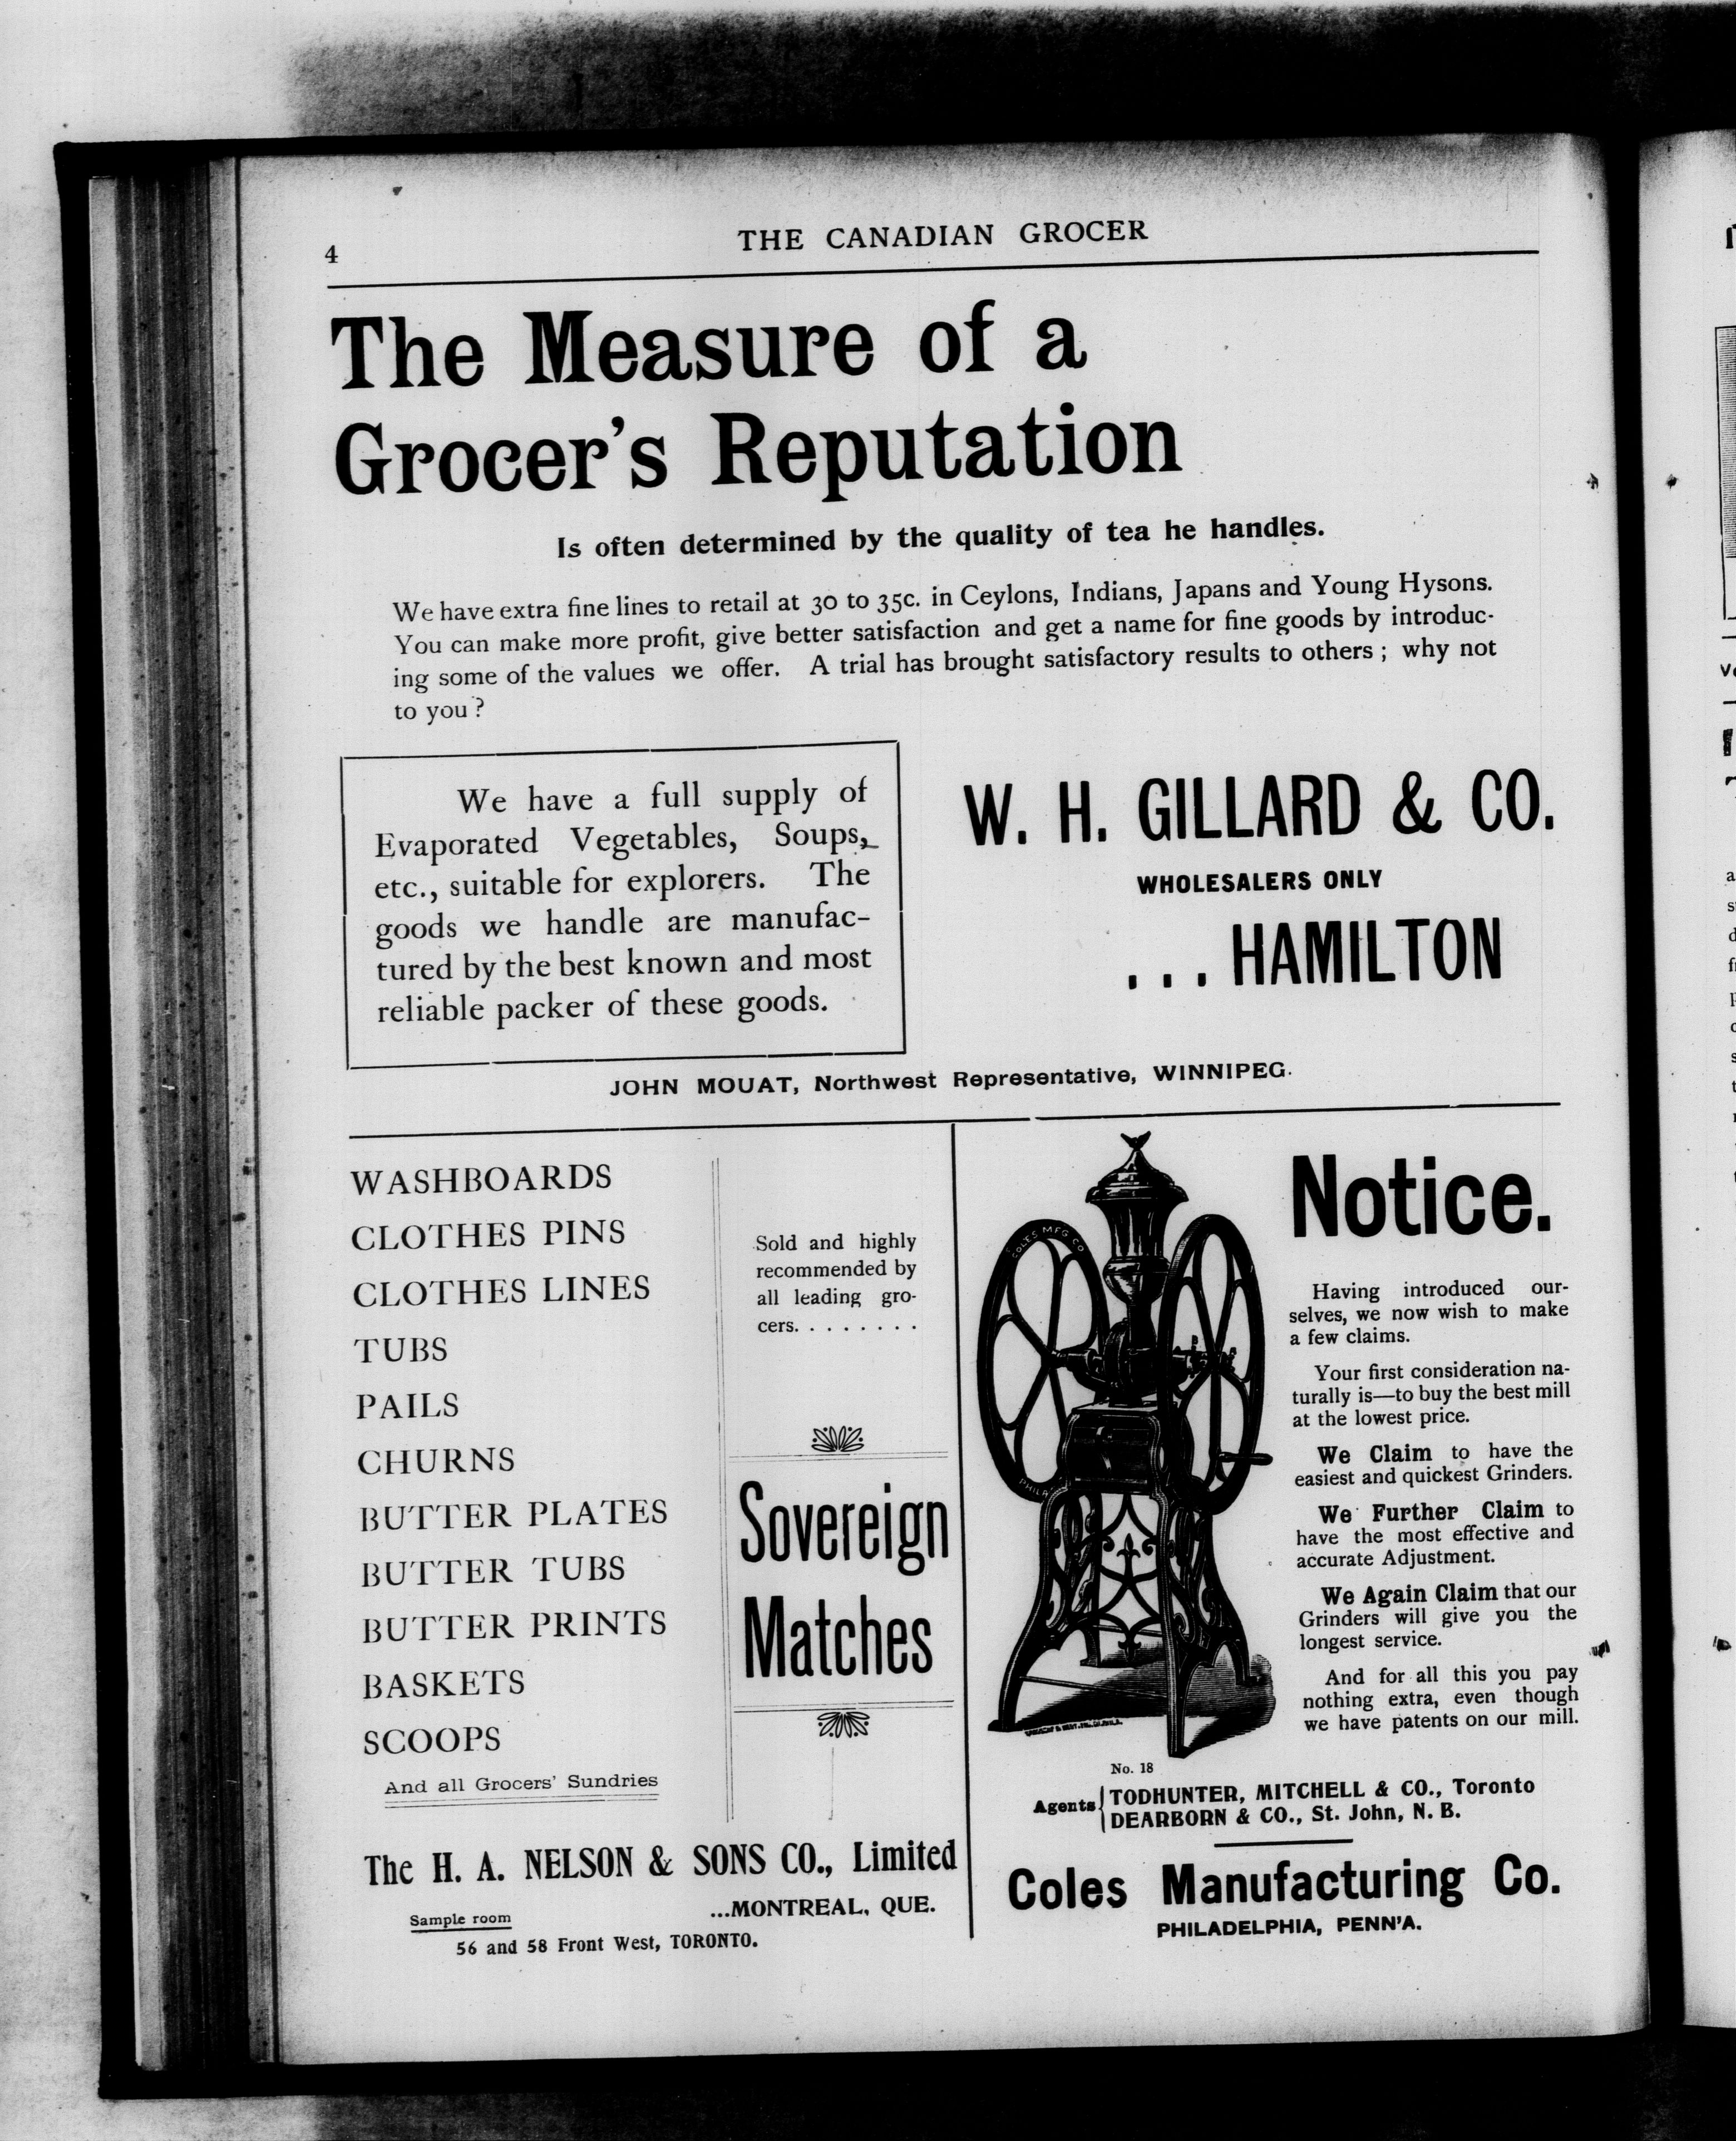 4
THE CANADIAN GROCER
The Measure of a
Grocer's Reputation
Is often determined by the quality of tea he handles.
We have extra fine lines to retail at 30 to 35c. in Ceylons, Indians, Japans and Young Hysons.
You can make more profit, give better satisfaction and get a name for fine goods by introduc-
ing some of the values we offer. A trial has brought satisfactory results to others; why not
to you?
We have a full supply of
Evaporated Vegetables, Soups,
etc., suitable for explorers. The
goods we handle are manufac-
tured by the best known and most
reliable packer of these goods.
W. H. GILLARD & CO.
WHOLESALERS ONLY
... HAMILTON
JOHN MOUAT, Northwest Representative, WINNIPEG.
WASHBOARDS
CLOTHES PINS
CLOTHES LINES
TUBS
PAILS
CHURNS
BUTTER PLATES
BUTTER TUBS
BUTTER PRINTS
BASKETS
SCOOPS
And all Grocers' Sundries
Sold and highly
recommended by
all leading gro-
cers. . . . . . . .
Sovereign
Matches
The H. A. NELSON & SONS CO., Limited
...MONTREAL, QUE.
Sample room
56 and 58 Front West, TORONTO.
COLES MFG CO
PHILA
Notice.
Having introduced our-
selves, we now wish to make
a few claims.
Your first consideration na-
turally is—to buy the best mill
at the lowest price.
We Claim to have the
easiest and quickest Grinders.
We Further Claim to
have the most effective and
accurate Adjustment.
We Again Claim that our
Grinders will give you the
longest service.
And for all this you pay
nothing extra, even though
we have patents on our mill.
No. 18
Agents
TODHUNTER, MITCHELL & CO., Toronto
DEARBORN & CO., St. John, N. B.
Coles Manufacturing Co.
PHILADELPHIA, PENN'A.